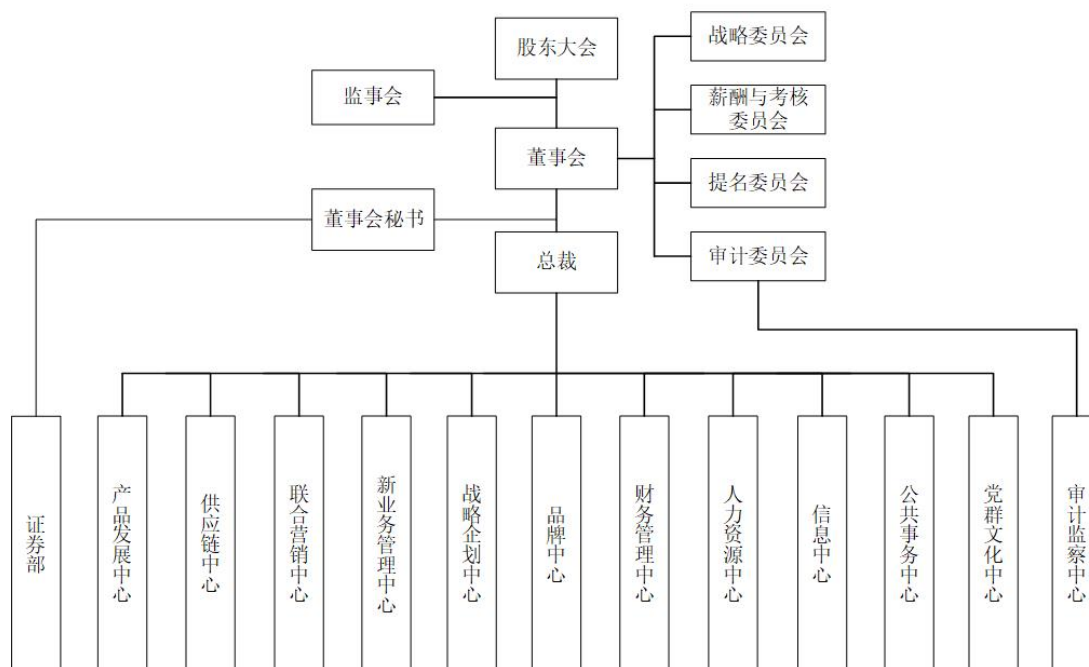 股东大会
战略委员会
监事会
薪酬与考核
委员会
董事会
提名委员会
董事会秘书
总裁
审计委员会
证券部
产品发展中心
供应链中心
联合营销中心
新业务管理中心
战略企划中心
品牌中心
财务管理中心
人力资源中心
信息中心
公共事务中心
党群文化中心
审计监察中心